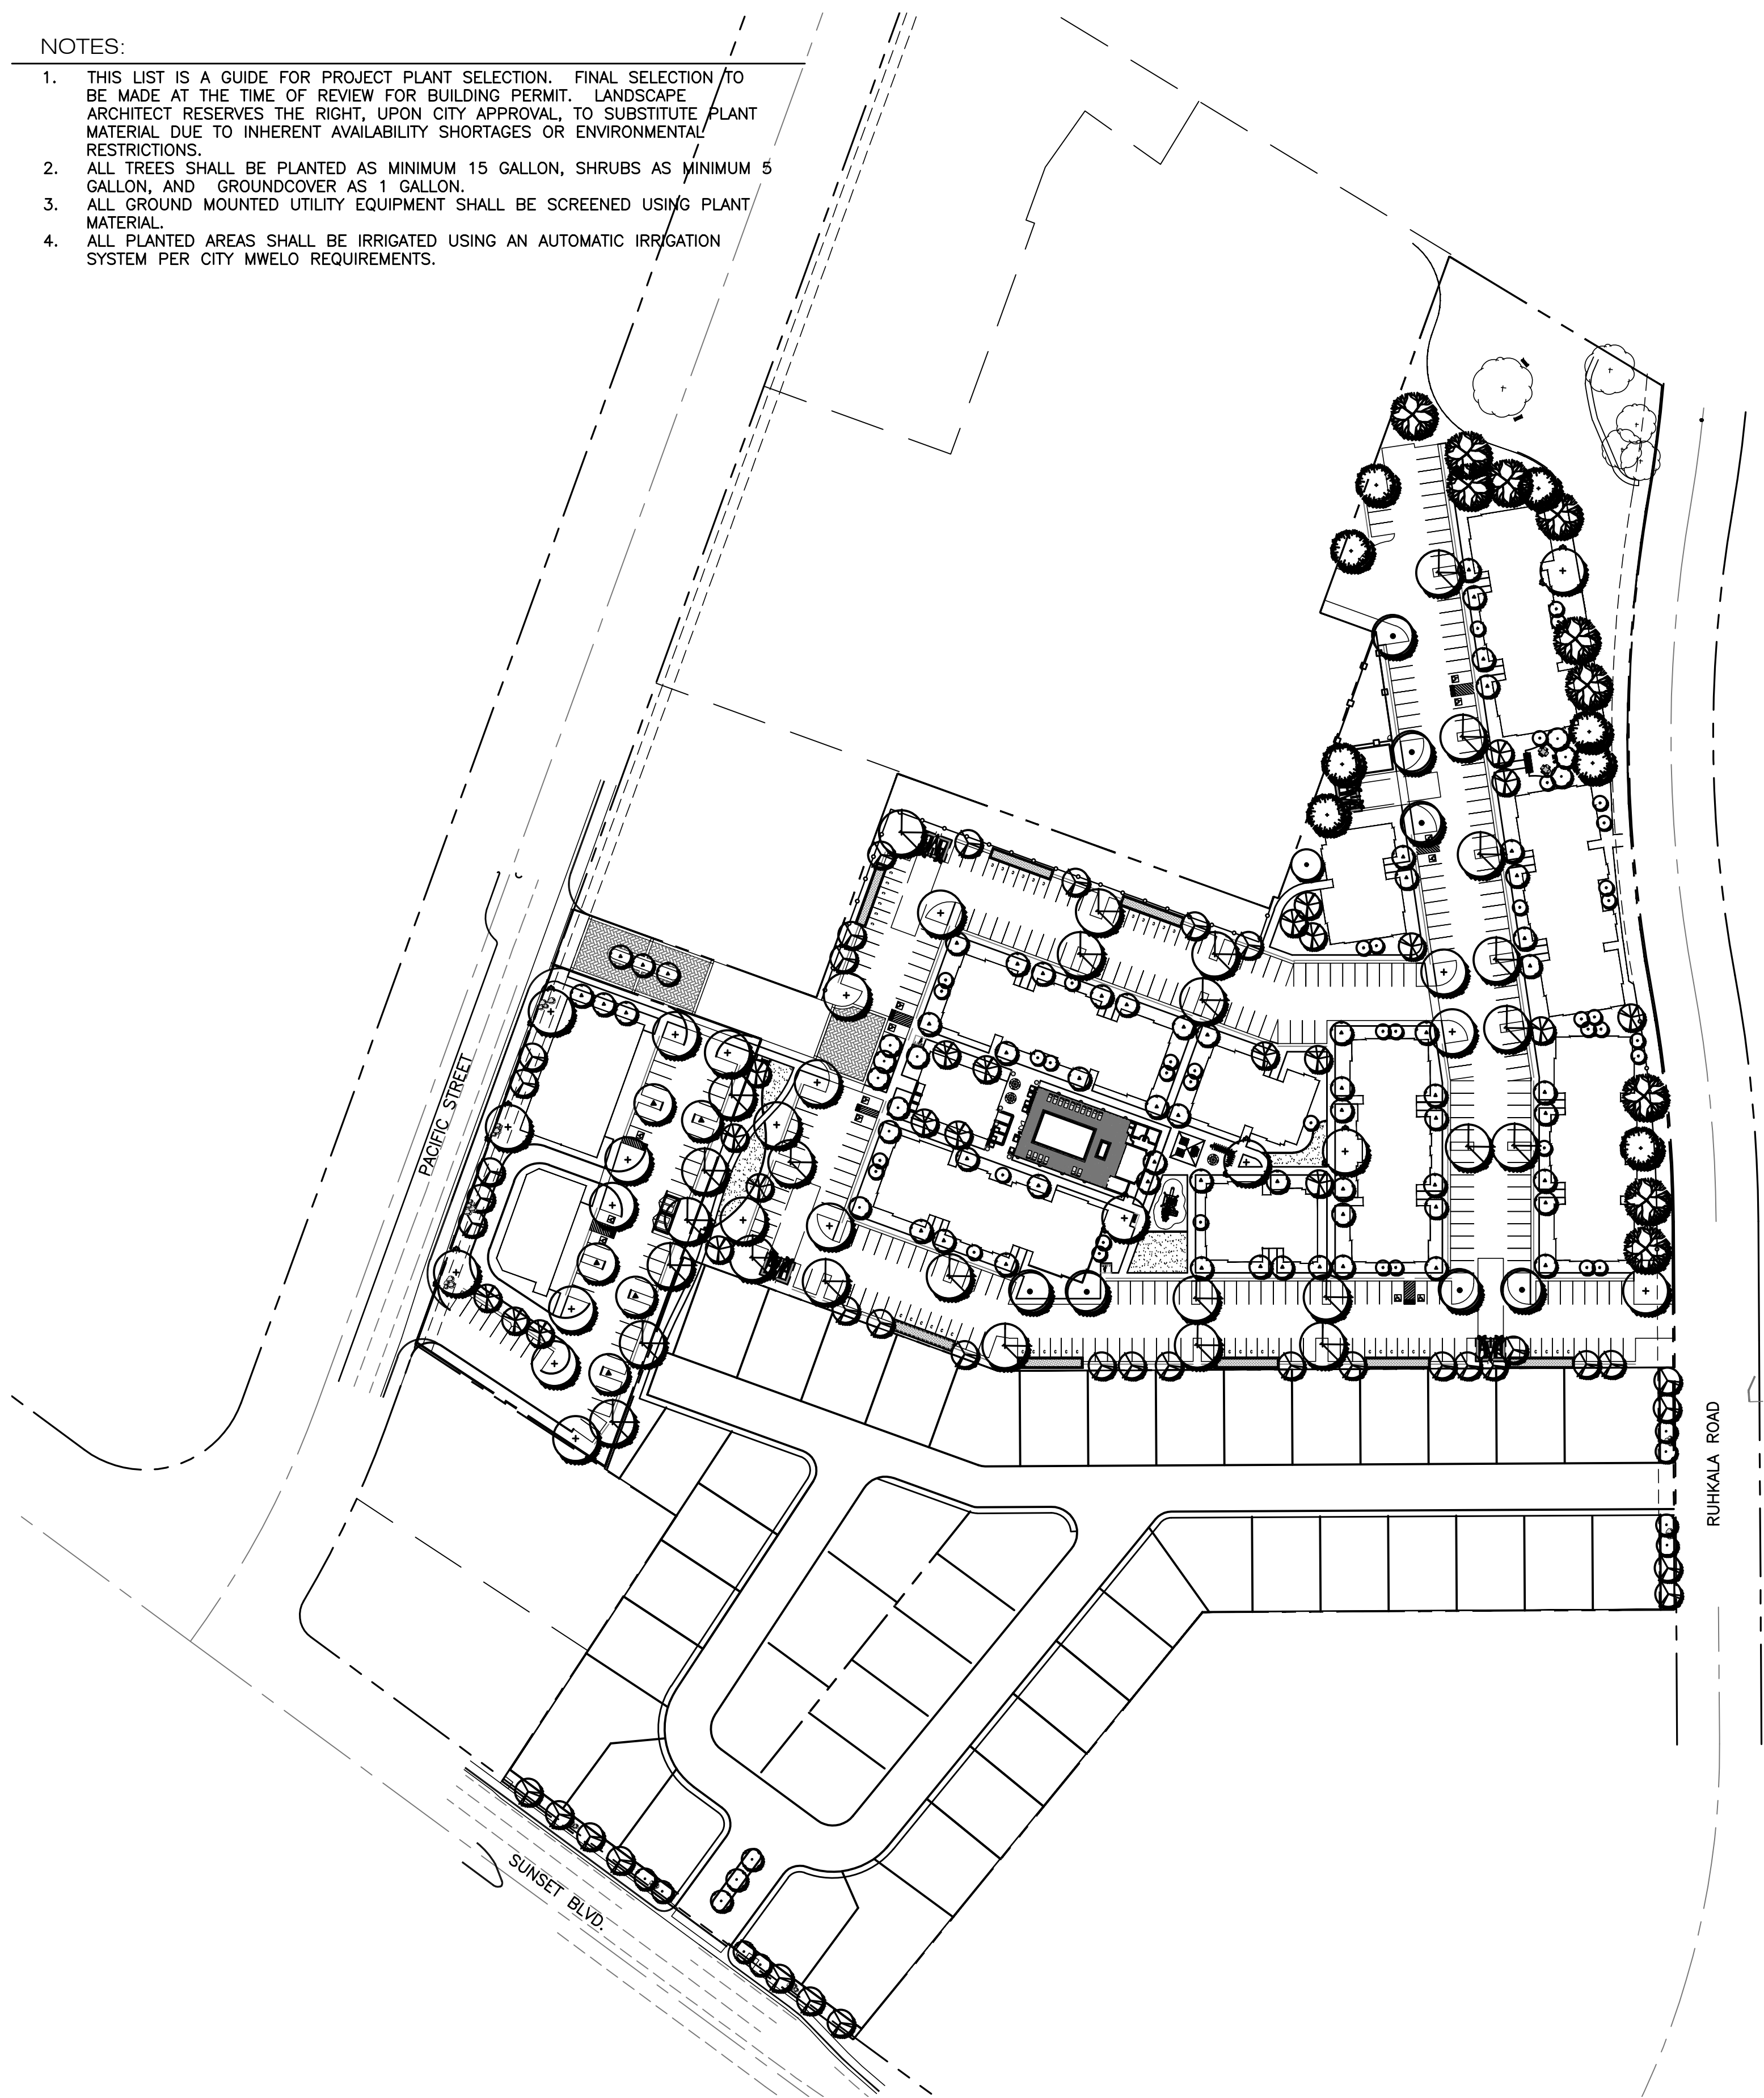 NOTES:
1. THIS LIST IS A GUIDE FOR PROJECT PLANT SELECTION. FINAL SELECTION TO
BE MADE AT THE TIME OF REVIEW FOR BUILDING PERMIT. LANDSCAPE
ARCHITECT RESERVES THE RIGHT, UPON CITY APPROVAL, TO SUBSTITUTE PLANT
MATERIAL DUE TO INHERENT AVAILABILITY SHORTAGES OR ENVIRONMENTAL
RESTRICTIONS.
2. ALL TREES SHALL BE PLANTED AS MINIMUM 15 GALLON, SHRUBS AS MINIMUM 5
GALLON, AND GROUNDCOVER AS 1 GALLON.
3. ALL GROUND MOUNTED UTILITY EQUIPMENT SHALL BE SCREENED USING PLANT
MATERIAL.
4. ALL PLANTED AREAS SHALL BE IRRIGATED USING AN AUTOMATIC IRRIGATION
SYSTEM PER CITY MWELO REQUIREMENTS.
PACIFIC STREET
RUHKALA ROAD
SUNSET BLVD.